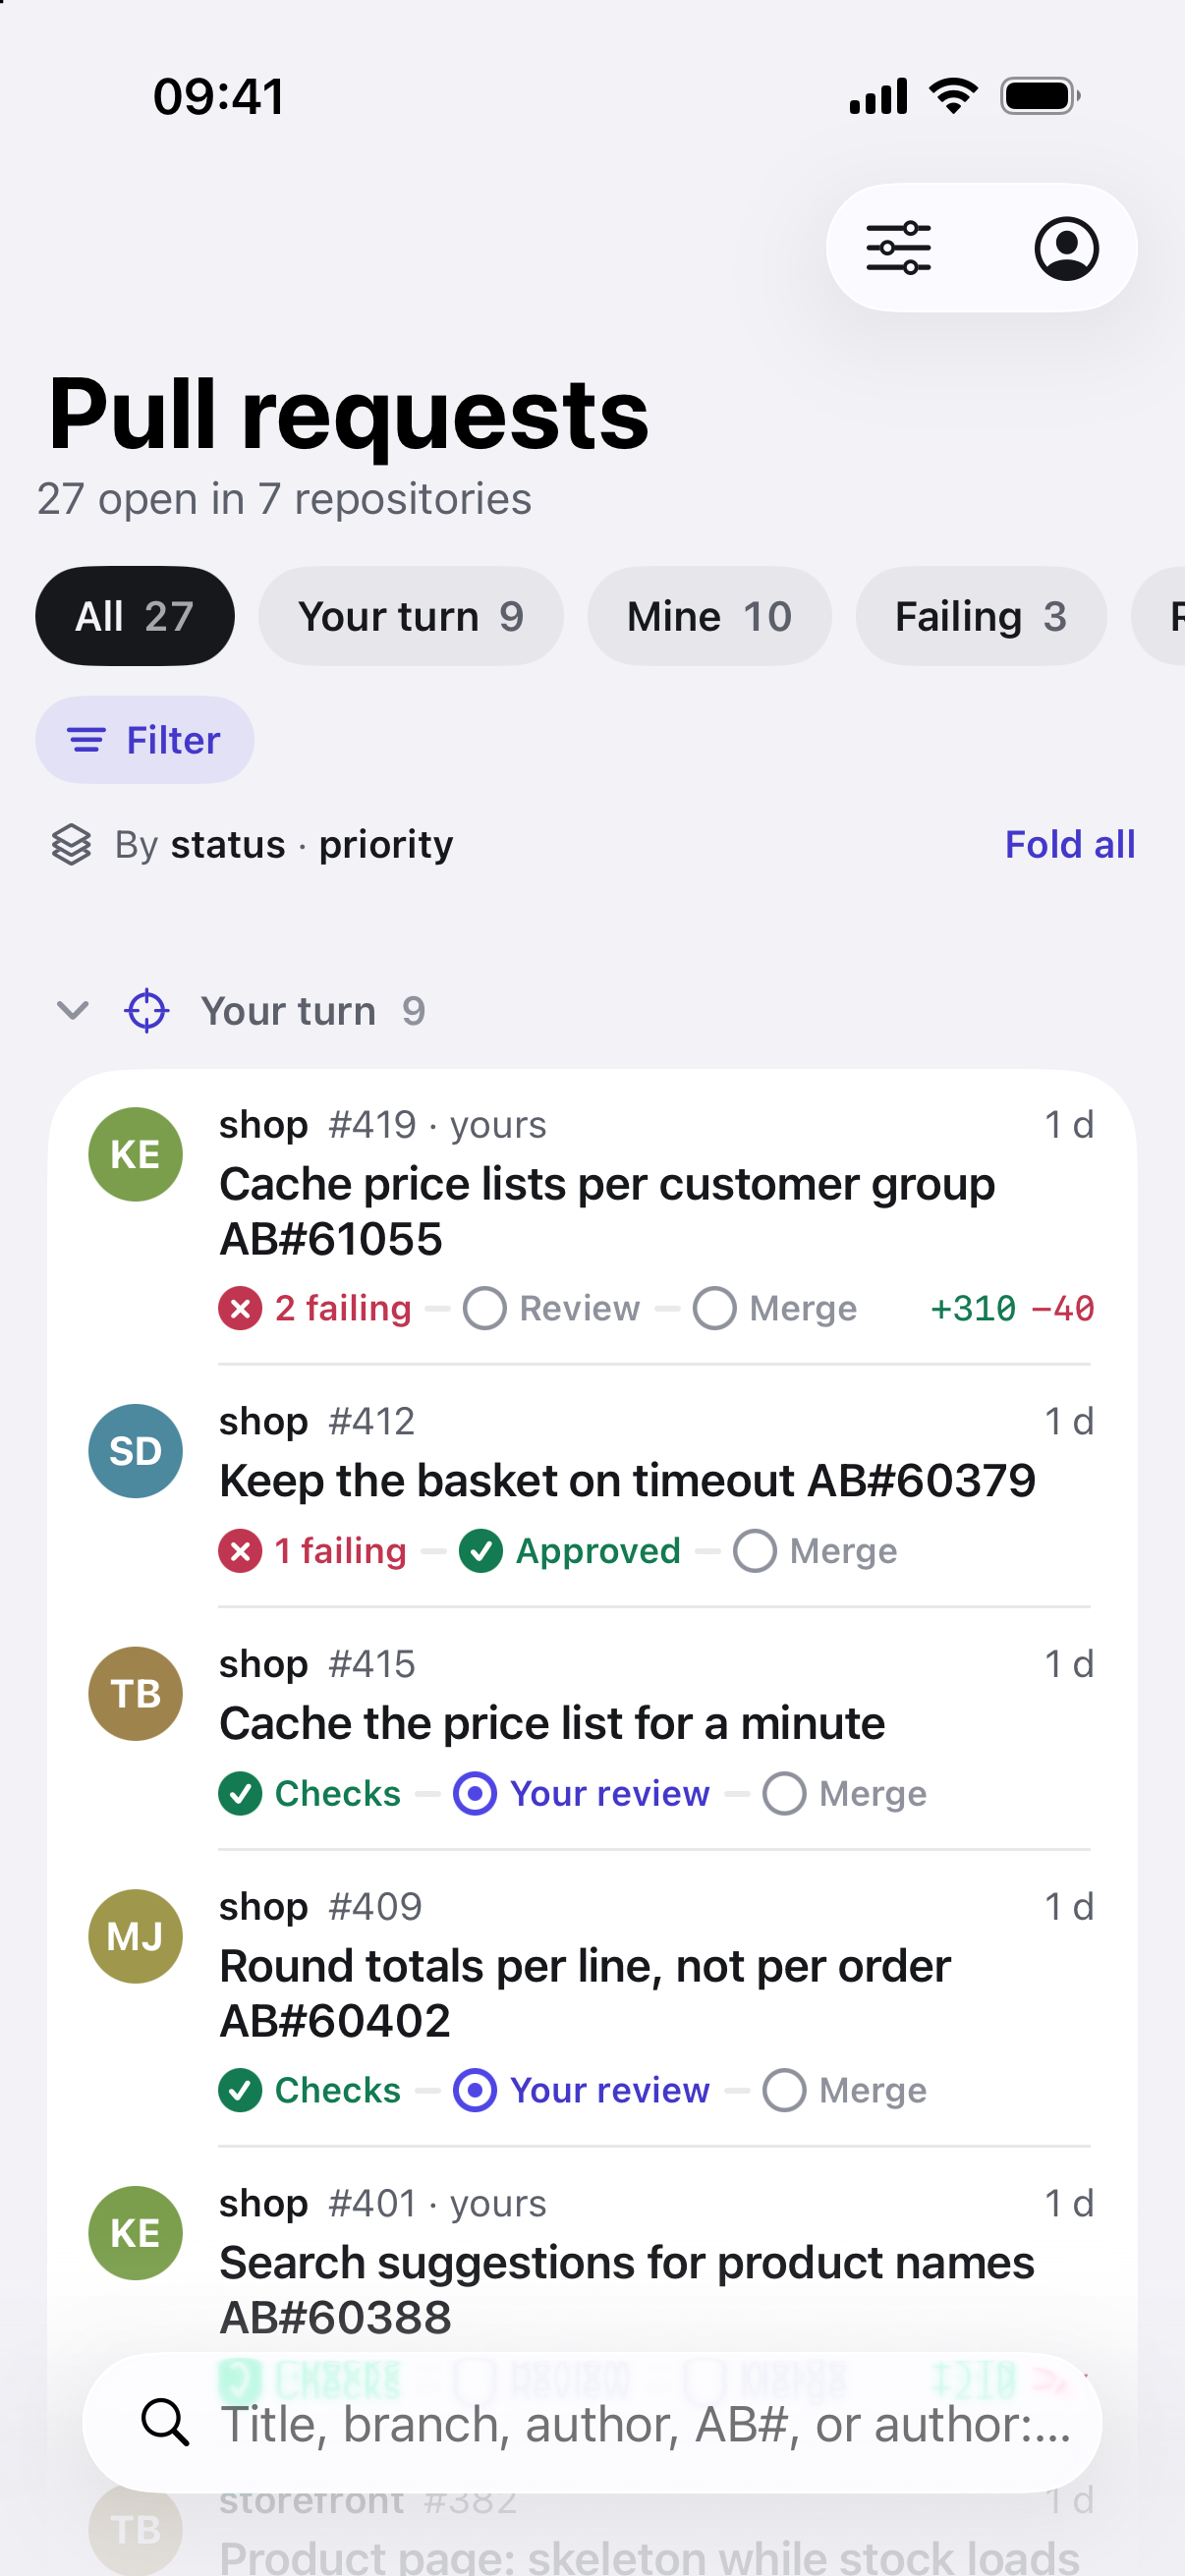 09:41
Pull requests
27 open in 7 repositories
All 27 Your turn 9 Mine 10 Failing 3
Filter
By status · priority Fold all
Your turn 9
KE shop #419 · yours 1 d
Cache price lists per customer group
AB#61055
2 failing Review Merge +310 −40
SD shop #412 1 d
Keep the basket on timeout AB#60379
1 failing Approved Merge
TB shop #415 1 d
Cache the price list for a minute
Checks Your review Merge
MJ shop #409 1 d
Round totals per line, not per order
AB#60402
Checks Your review Merge
KE shop #401 · yours 1 d
Search suggestions for product names
AB#60388
Checks Review Merge
Title, branch, author, AB#, or author:...
TB storefront #382 1 d
Product page: skeleton while stock loads